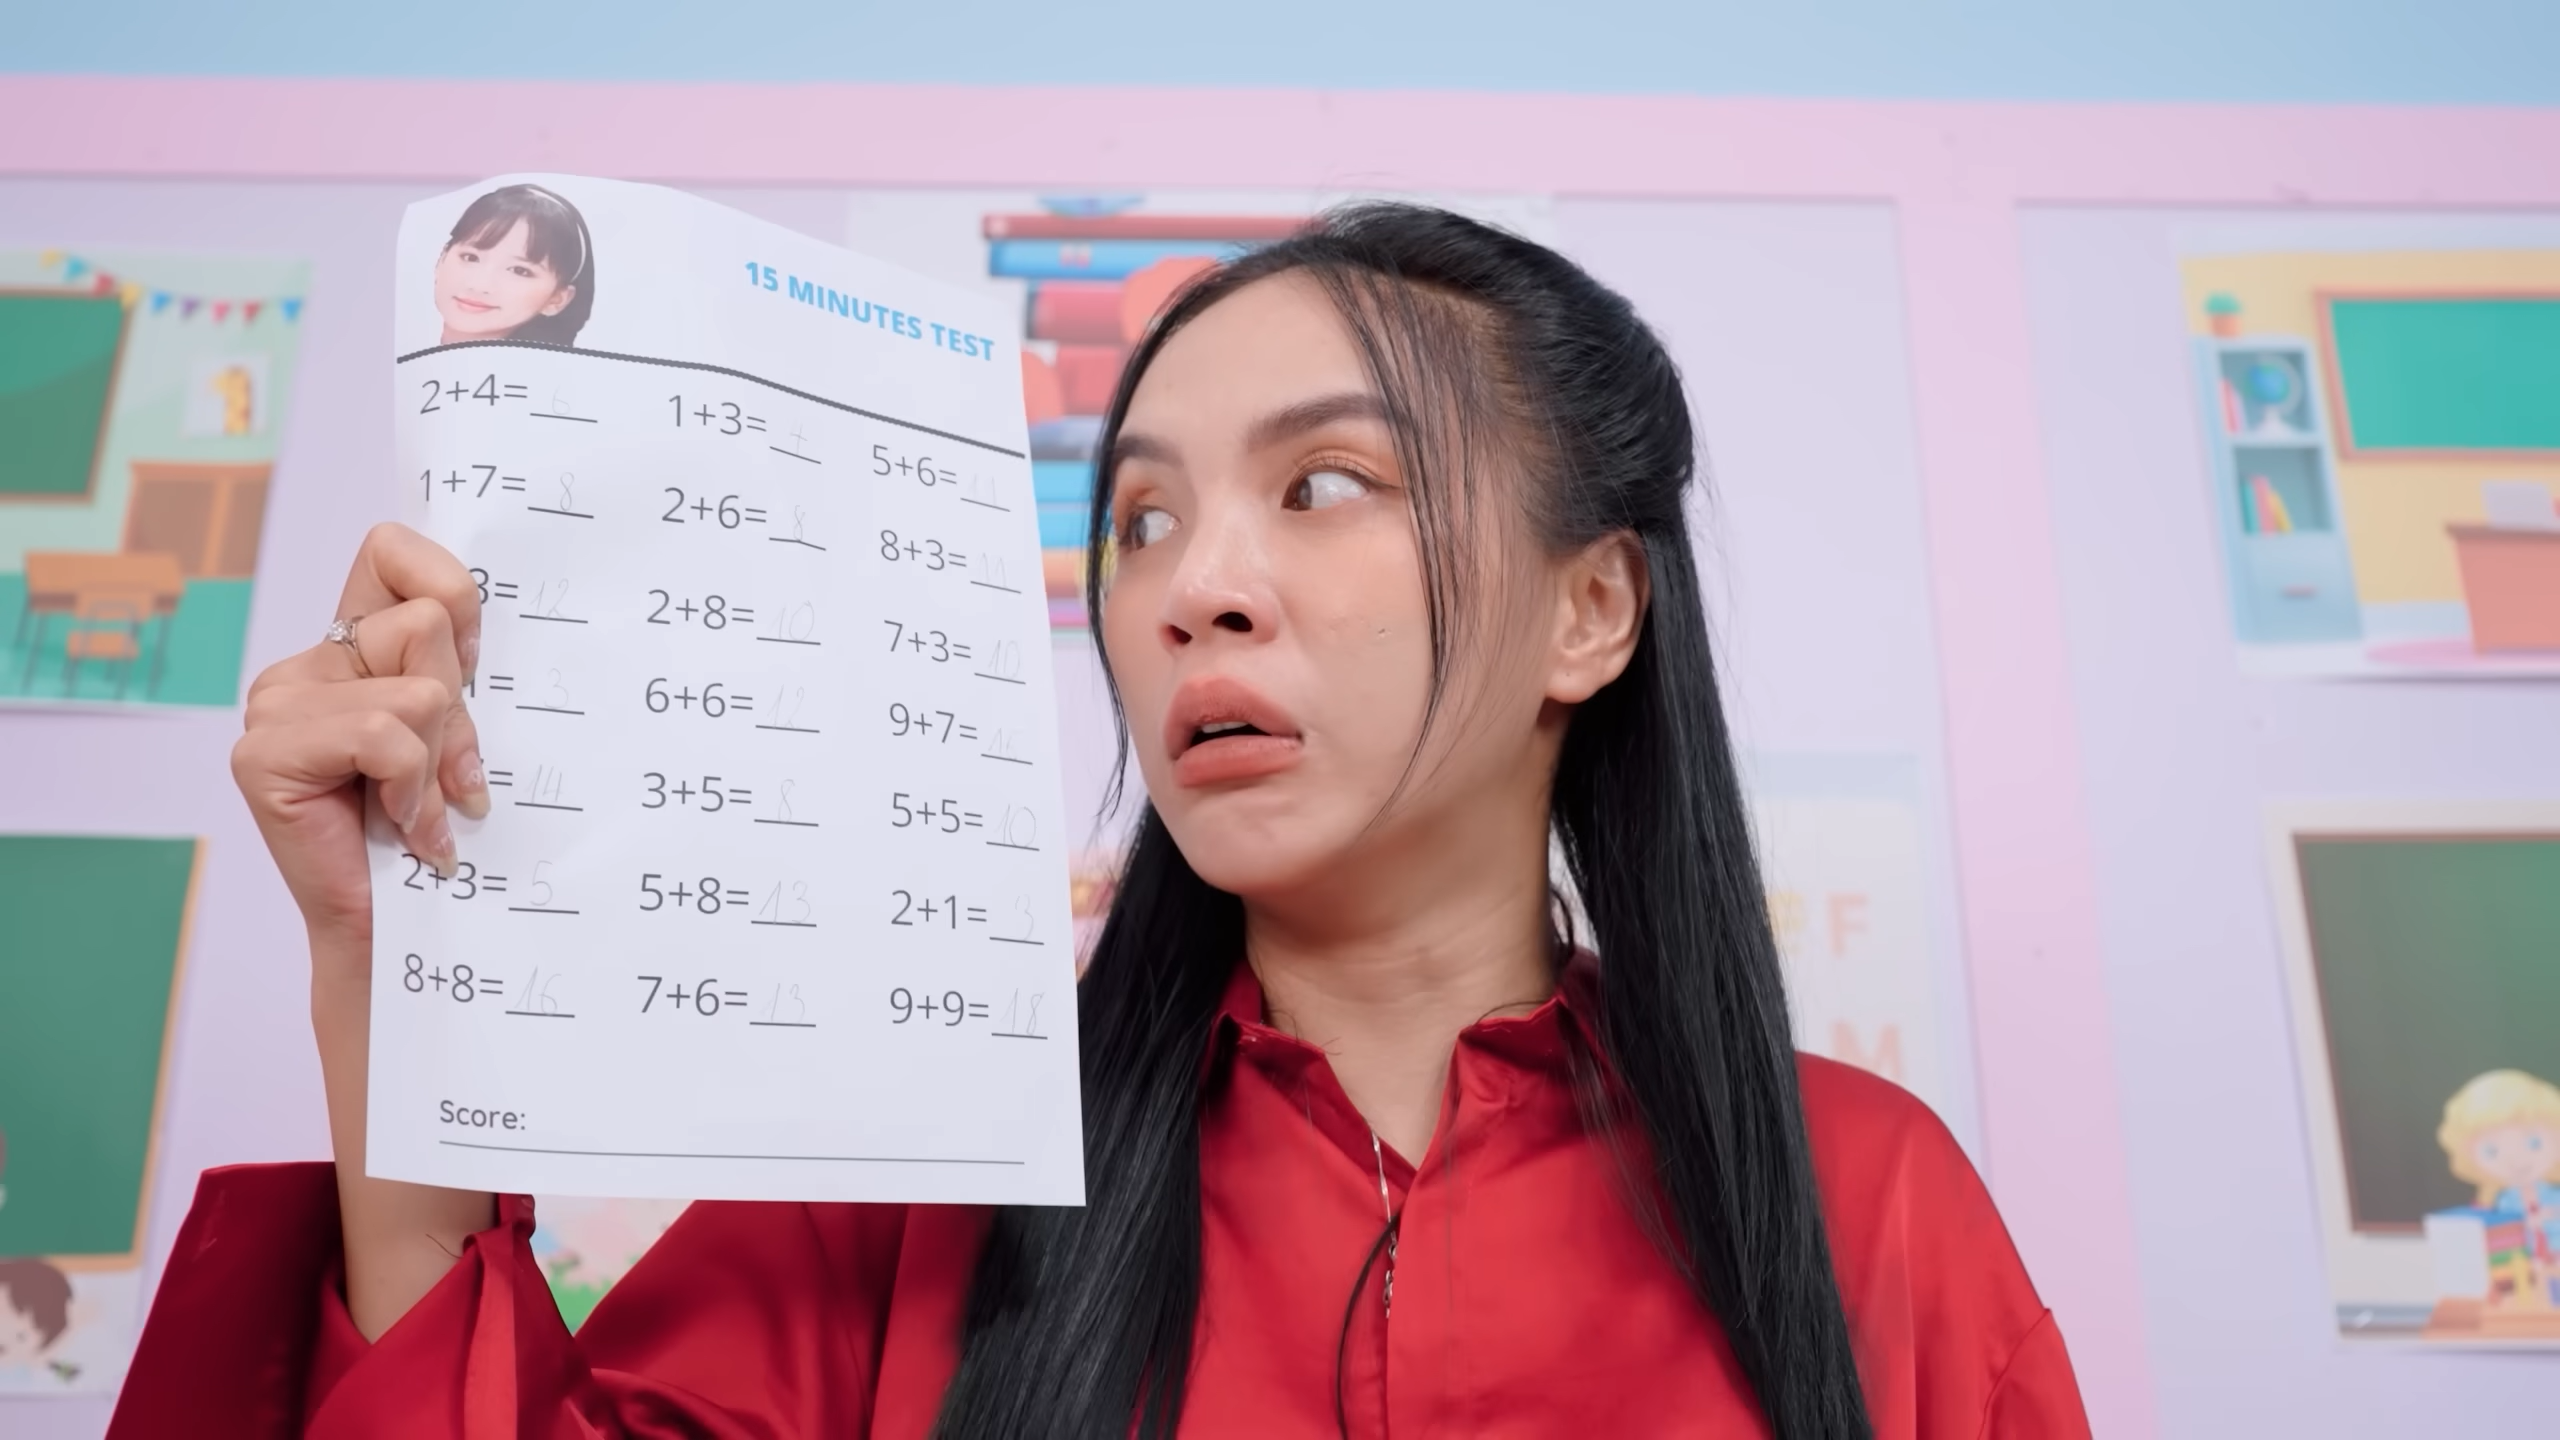 15 MINUTES TEST
2+4= 6 1+3= 4 5+6= 11
1+7= 8 2+6= 8 8+3= 11
3= 12 2+8= 10 7+3= 10
1= 3 6+6= 12 9+7= 16
= 14 3+5= 8 5+5= 10
2+3= 5 5+8= 13 2+1= 3
8+8= 16 7+6= 13 9+9= 18
Score:
F
M